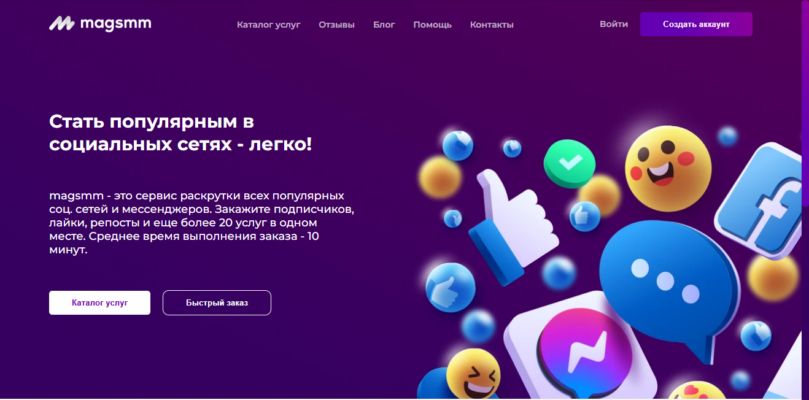 magsmm
Каталог услуг
Отзывы
Блог
Помощь
Контакты
Войти
Создать аккаунт
Стать популярным в
социальных сетях - легко!
magsmm - это сервис раскрутки всех популярных
соц. сетей и мессенджеров. Закажите подписчиков,
лайки, репосты и еще более 20 услуг в одном
месте. Среднее время выполнения заказа - 10
минут.
Каталог услуг
Быстрый заказ